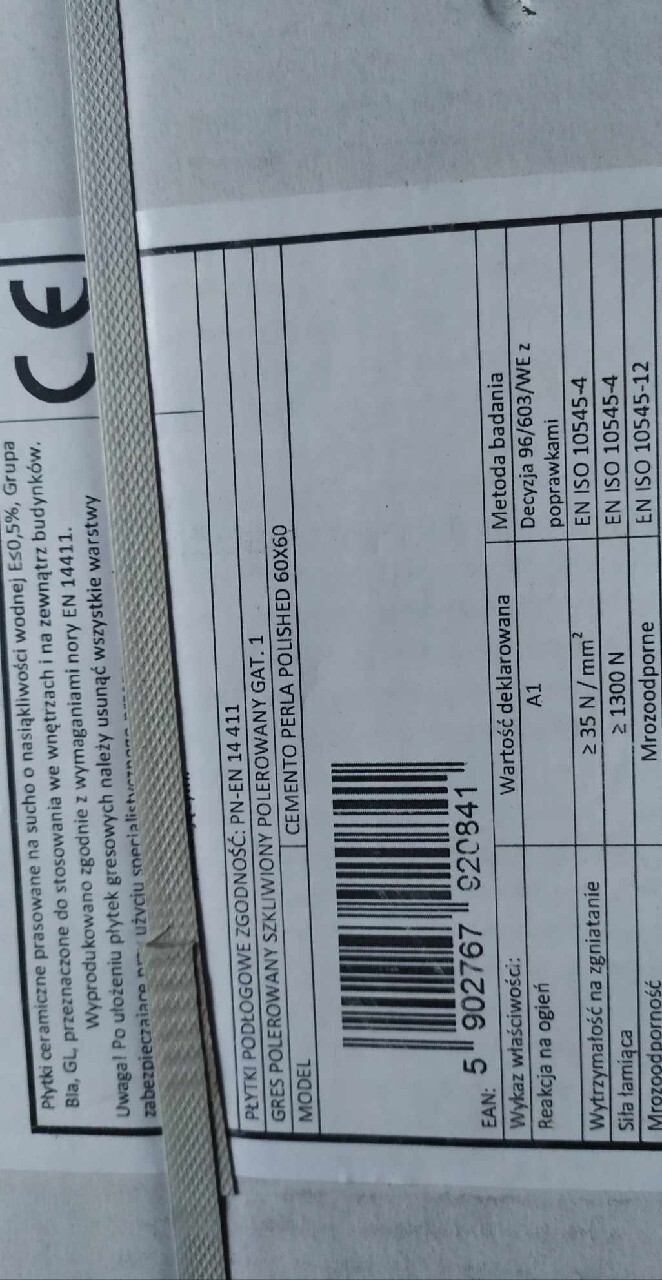 Płytki ceramiczne prasowane na sucho o nasiąkliwości wodnej E≤0,5%, Grupa
BIa, GL, przeznaczone do stosowania we wnętrzach i na zewnątrz budynków.
Wyprodukowano zgodnie z wymaganiami nory EN 14411.
Uwaga! Po ułożeniu płytek gresowych należy usunąć wszystkie warstwy
zabezpieczające przy użyciu
CE
PŁYTKI PODŁOGOWE ZGODNOŚĆ: PN-EN 14 411
GRES POLEROWANY SZKLIWIONY POLEROWANY GAT. 1
MODEL CEMENTO PERLA POLISHED 60X60
EAN: 5 902767 920841
Wykaz właściwości: Wartość deklarowana Metoda badania
Reakcja na ogień A1 Decyzja 96/603/WE z
poprawkami
Wytrzymałość na zgniatanie ≥ 35 N / mm² EN ISO 10545-4
Siła łamiąca ≥ 1300 N EN ISO 10545-4
Mrozoodporność Mrozoodporne EN ISO 10545-12